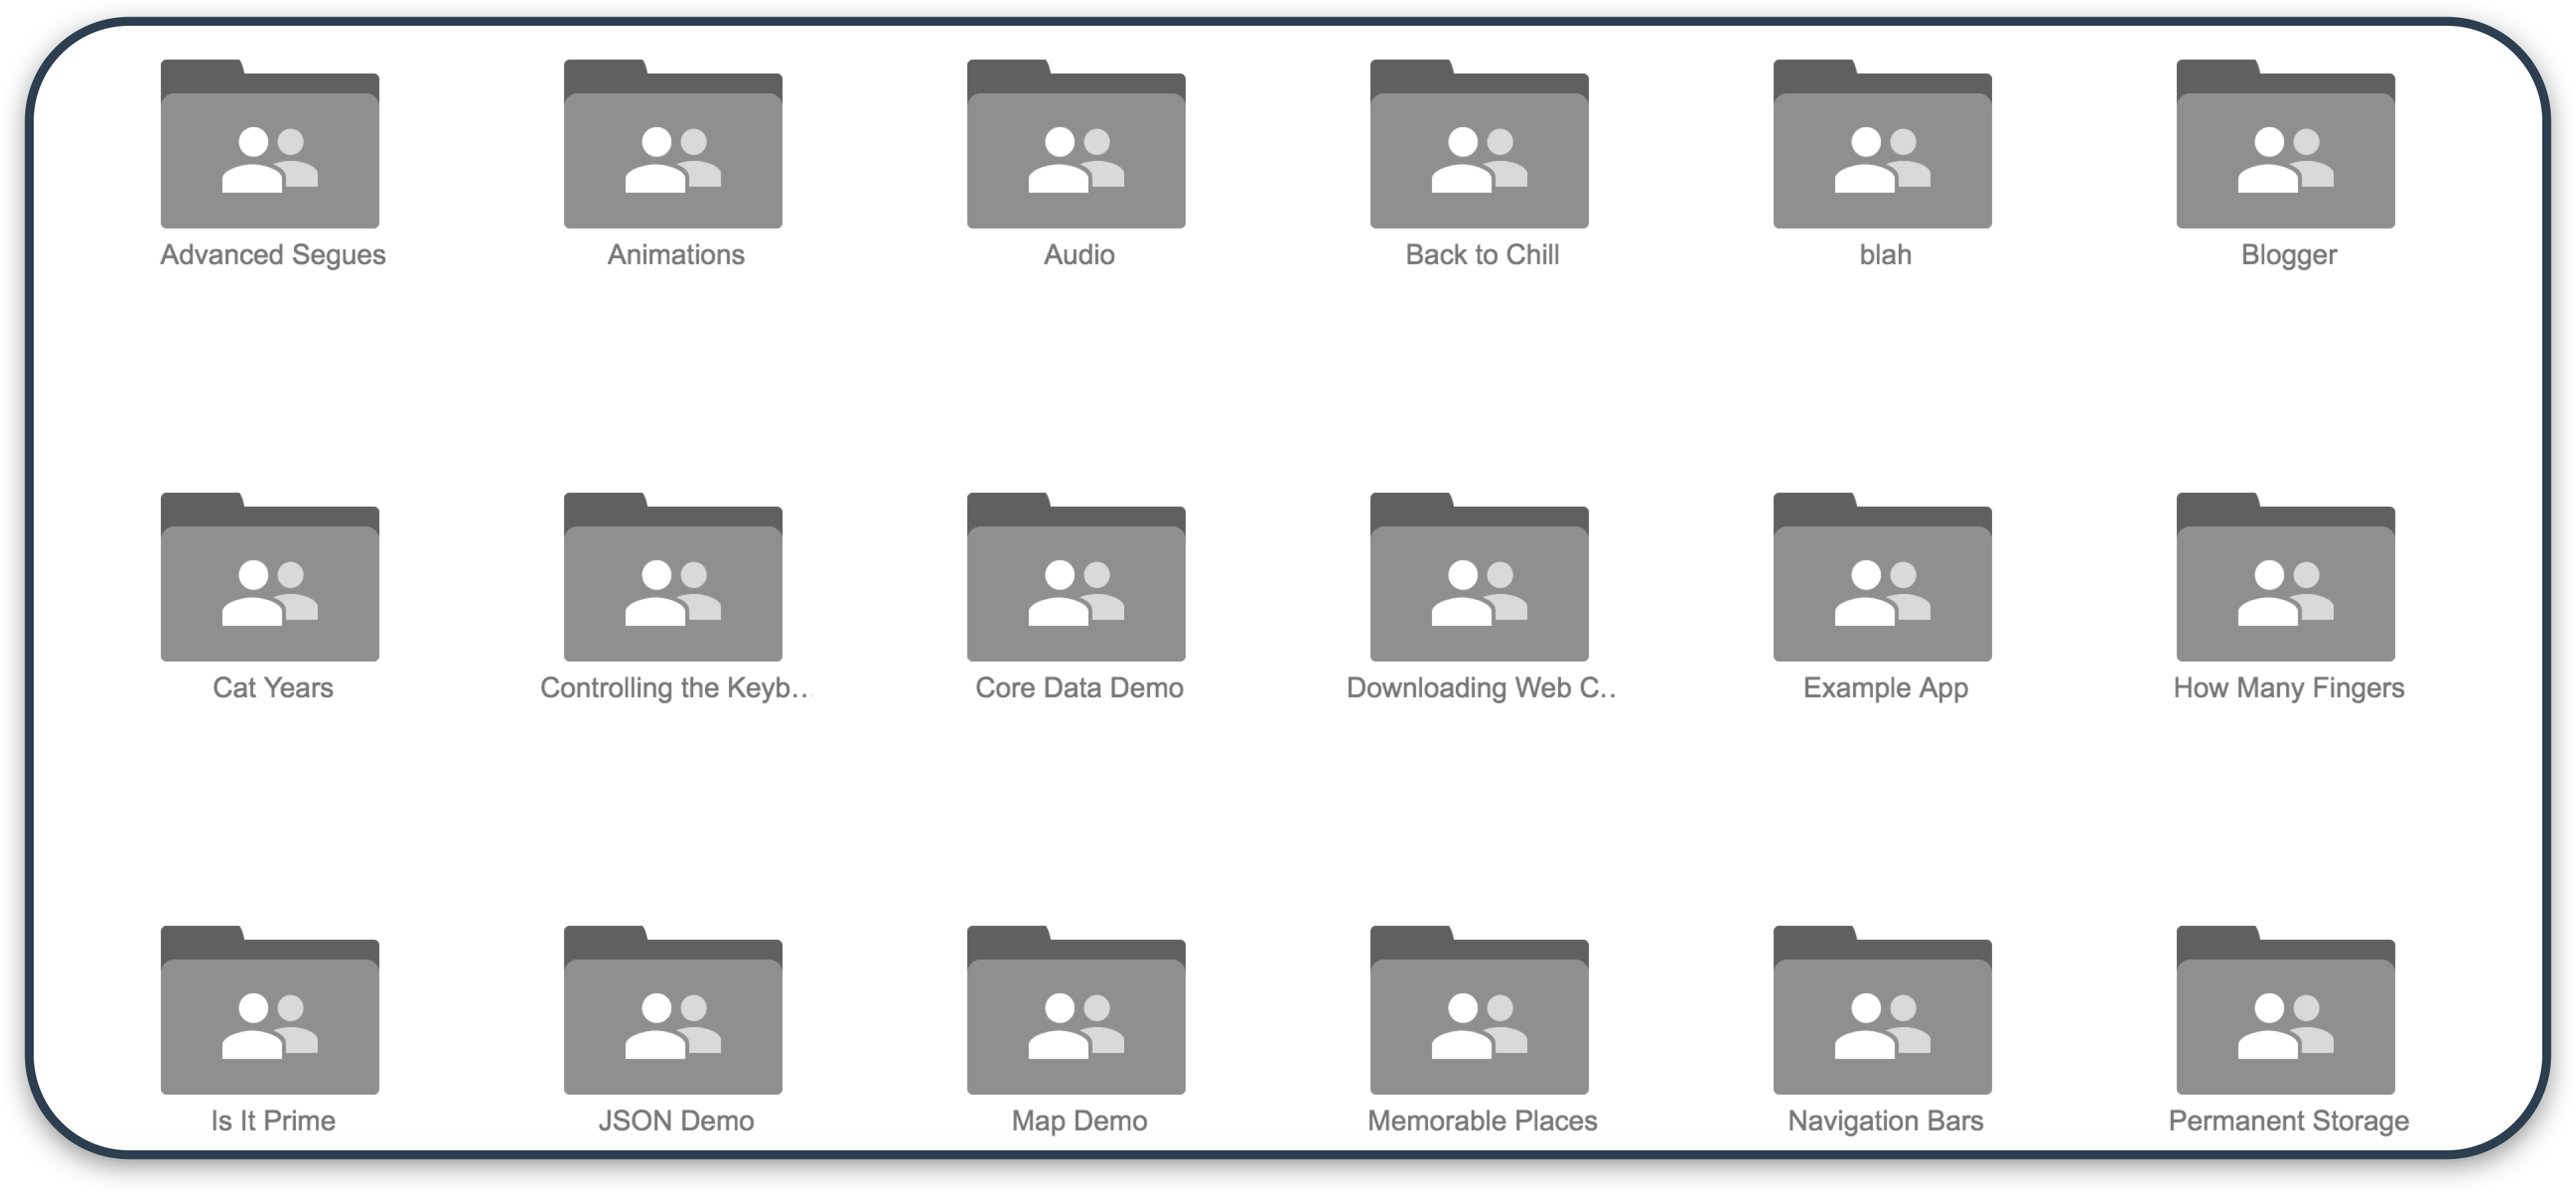 Advanced Segues
Animations
Audio
Back to Chill
blah
Blogger
Cat Years
Controlling the Keyb..
Core Data Demo
Downloading Web C..
Example App
How Many Fingers
Is It Prime
JSON Demo
Map Demo
Memorable Places
Navigation Bars
Permanent Storage